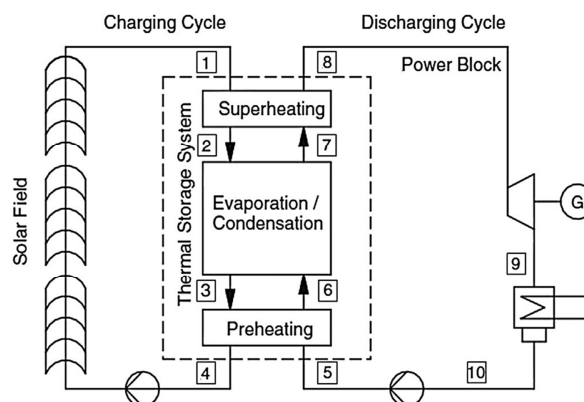 Charging Cycle
Discharging Cycle
1
8
Power Block
Superheating
2
7
Solar Field
Thermal Storage System
Evaporation /
Condensation
G
3
6
9
Preheating
4
5
10